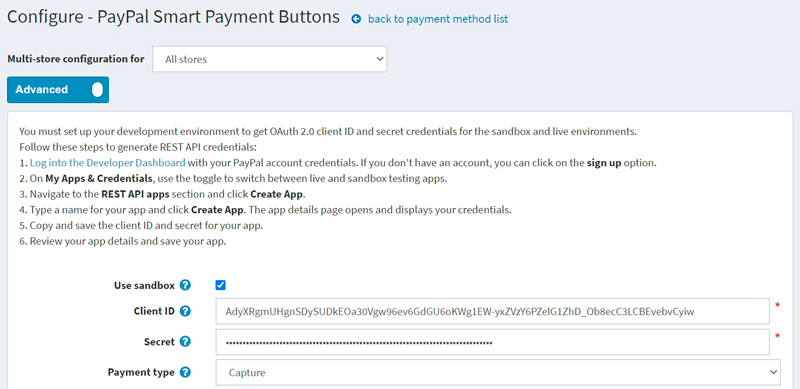 Configure - PayPal Smart Payment Buttons back to payment method list
Multi-store configuration for All stores
Advanced
You must set up your development environment to get OAuth 2.0 client ID and secret credentials for the sandbox and live environments.
Follow these steps to generate REST API credentials:
1. Log into the Developer Dashboard with your PayPal account credentials. If you don't have an account, you can click on the sign up option.
2. On My Apps & Credentials, use the toggle to switch between live and sandbox testing apps.
3. Navigate to the REST API apps section and click Create App.
4. Type a name for your app and click Create App. The app details page opens and displays your credentials.
5. Copy and save the client ID and secret for your app.
6. Review your app details and save your app.
Use sandbox ?
Client ID ? AdyXRgmUHgnSDySUDkEOa30Vgw96ev6GdGU6oKWg1EW-yxZVzY6PZelG1ZhD_Ob8ecC3LCBEvebvCyiw *
Secret ? *
Payment type ? Capture